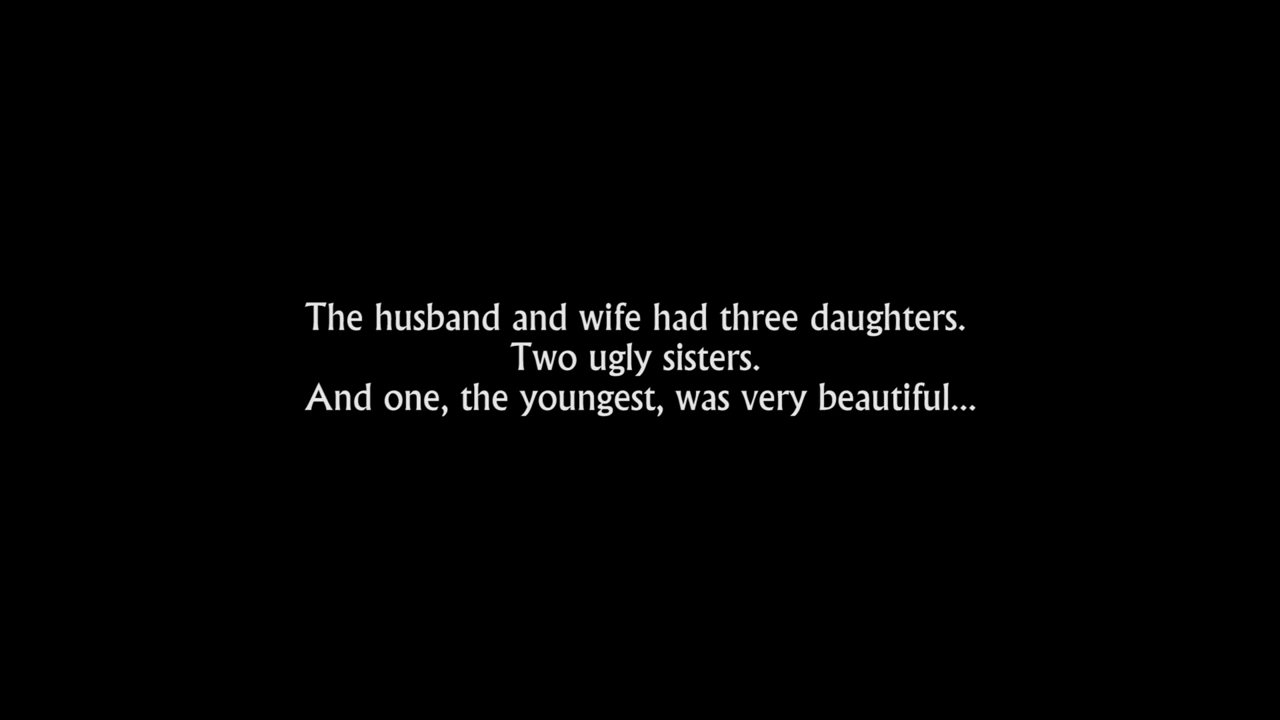 The husband and wife had three daughters.
Two ugly sisters.
And one, the youngest, was very beautiful...